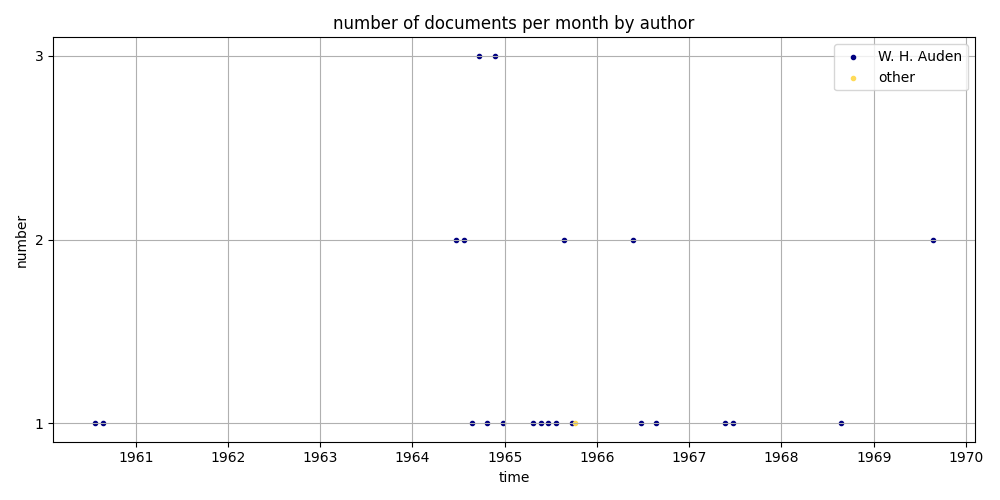 number of documents per month by author
W. H. Auden
other
number
3
2
1
1961 1962 1963 1964 1965 1966 1967 1968 1969 1970
time